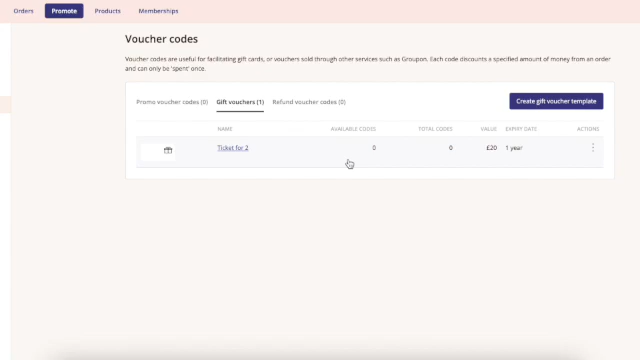 Orders Promote Products Memberships
Voucher codes
Voucher codes are useful for facilitating gift cards, or vouchers sold through other services such as Groupon. Each code discounts a specified amount of money from an order
and can only be 'spent' once.
Promo voucher codes (0) Gift vouchers (1) Refund voucher codes (0) Create gift voucher template
NAME AVAILABLE CODES TOTAL CODES VALUE EXPIRY DATE ACTIONS
Ticket for 2 0 0 £20 1 year